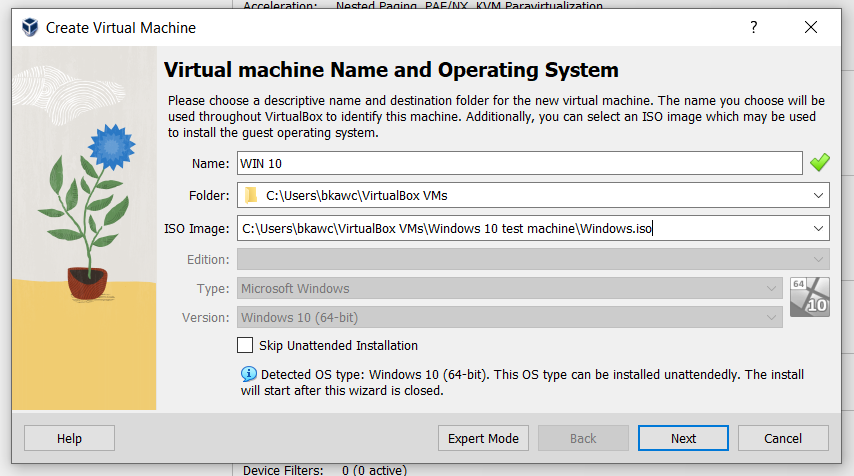 Acceleration: Nested Paging, PAE/NX, KVM Paravirtualization
Create Virtual Machine
?
Virtual machine Name and Operating System
Please choose a descriptive name and destination folder for the new virtual machine. The name you choose will be
used throughout VirtualBox to identify this machine. Additionally, you can select an ISO image which may be used
to install the guest operating system.
Name: WIN 10
Folder: C:\Users\bkawc\VirtualBox VMs
ISO Image: C:\Users\bkawc\VirtualBox VMs\Windows 10 test machine\Windows.iso
Edition:
Type: Microsoft Windows
64
Version: Windows 10 (64-bit)
10
Skip Unattended Installation
Detected OS type: Windows 10 (64-bit). This OS type can be installed unattendedly. The install
will start after this wizard is closed.
Help Expert Mode Back Next Cancel
Device Filters: 0 (0 active)